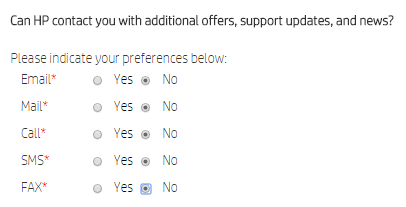 Can HP contact you with additional offers, support updates, and news?
Please indicate your preferences below:
Email* Yes No
Mail* Yes No
Call* Yes No
SMS* Yes No
FAX* Yes No